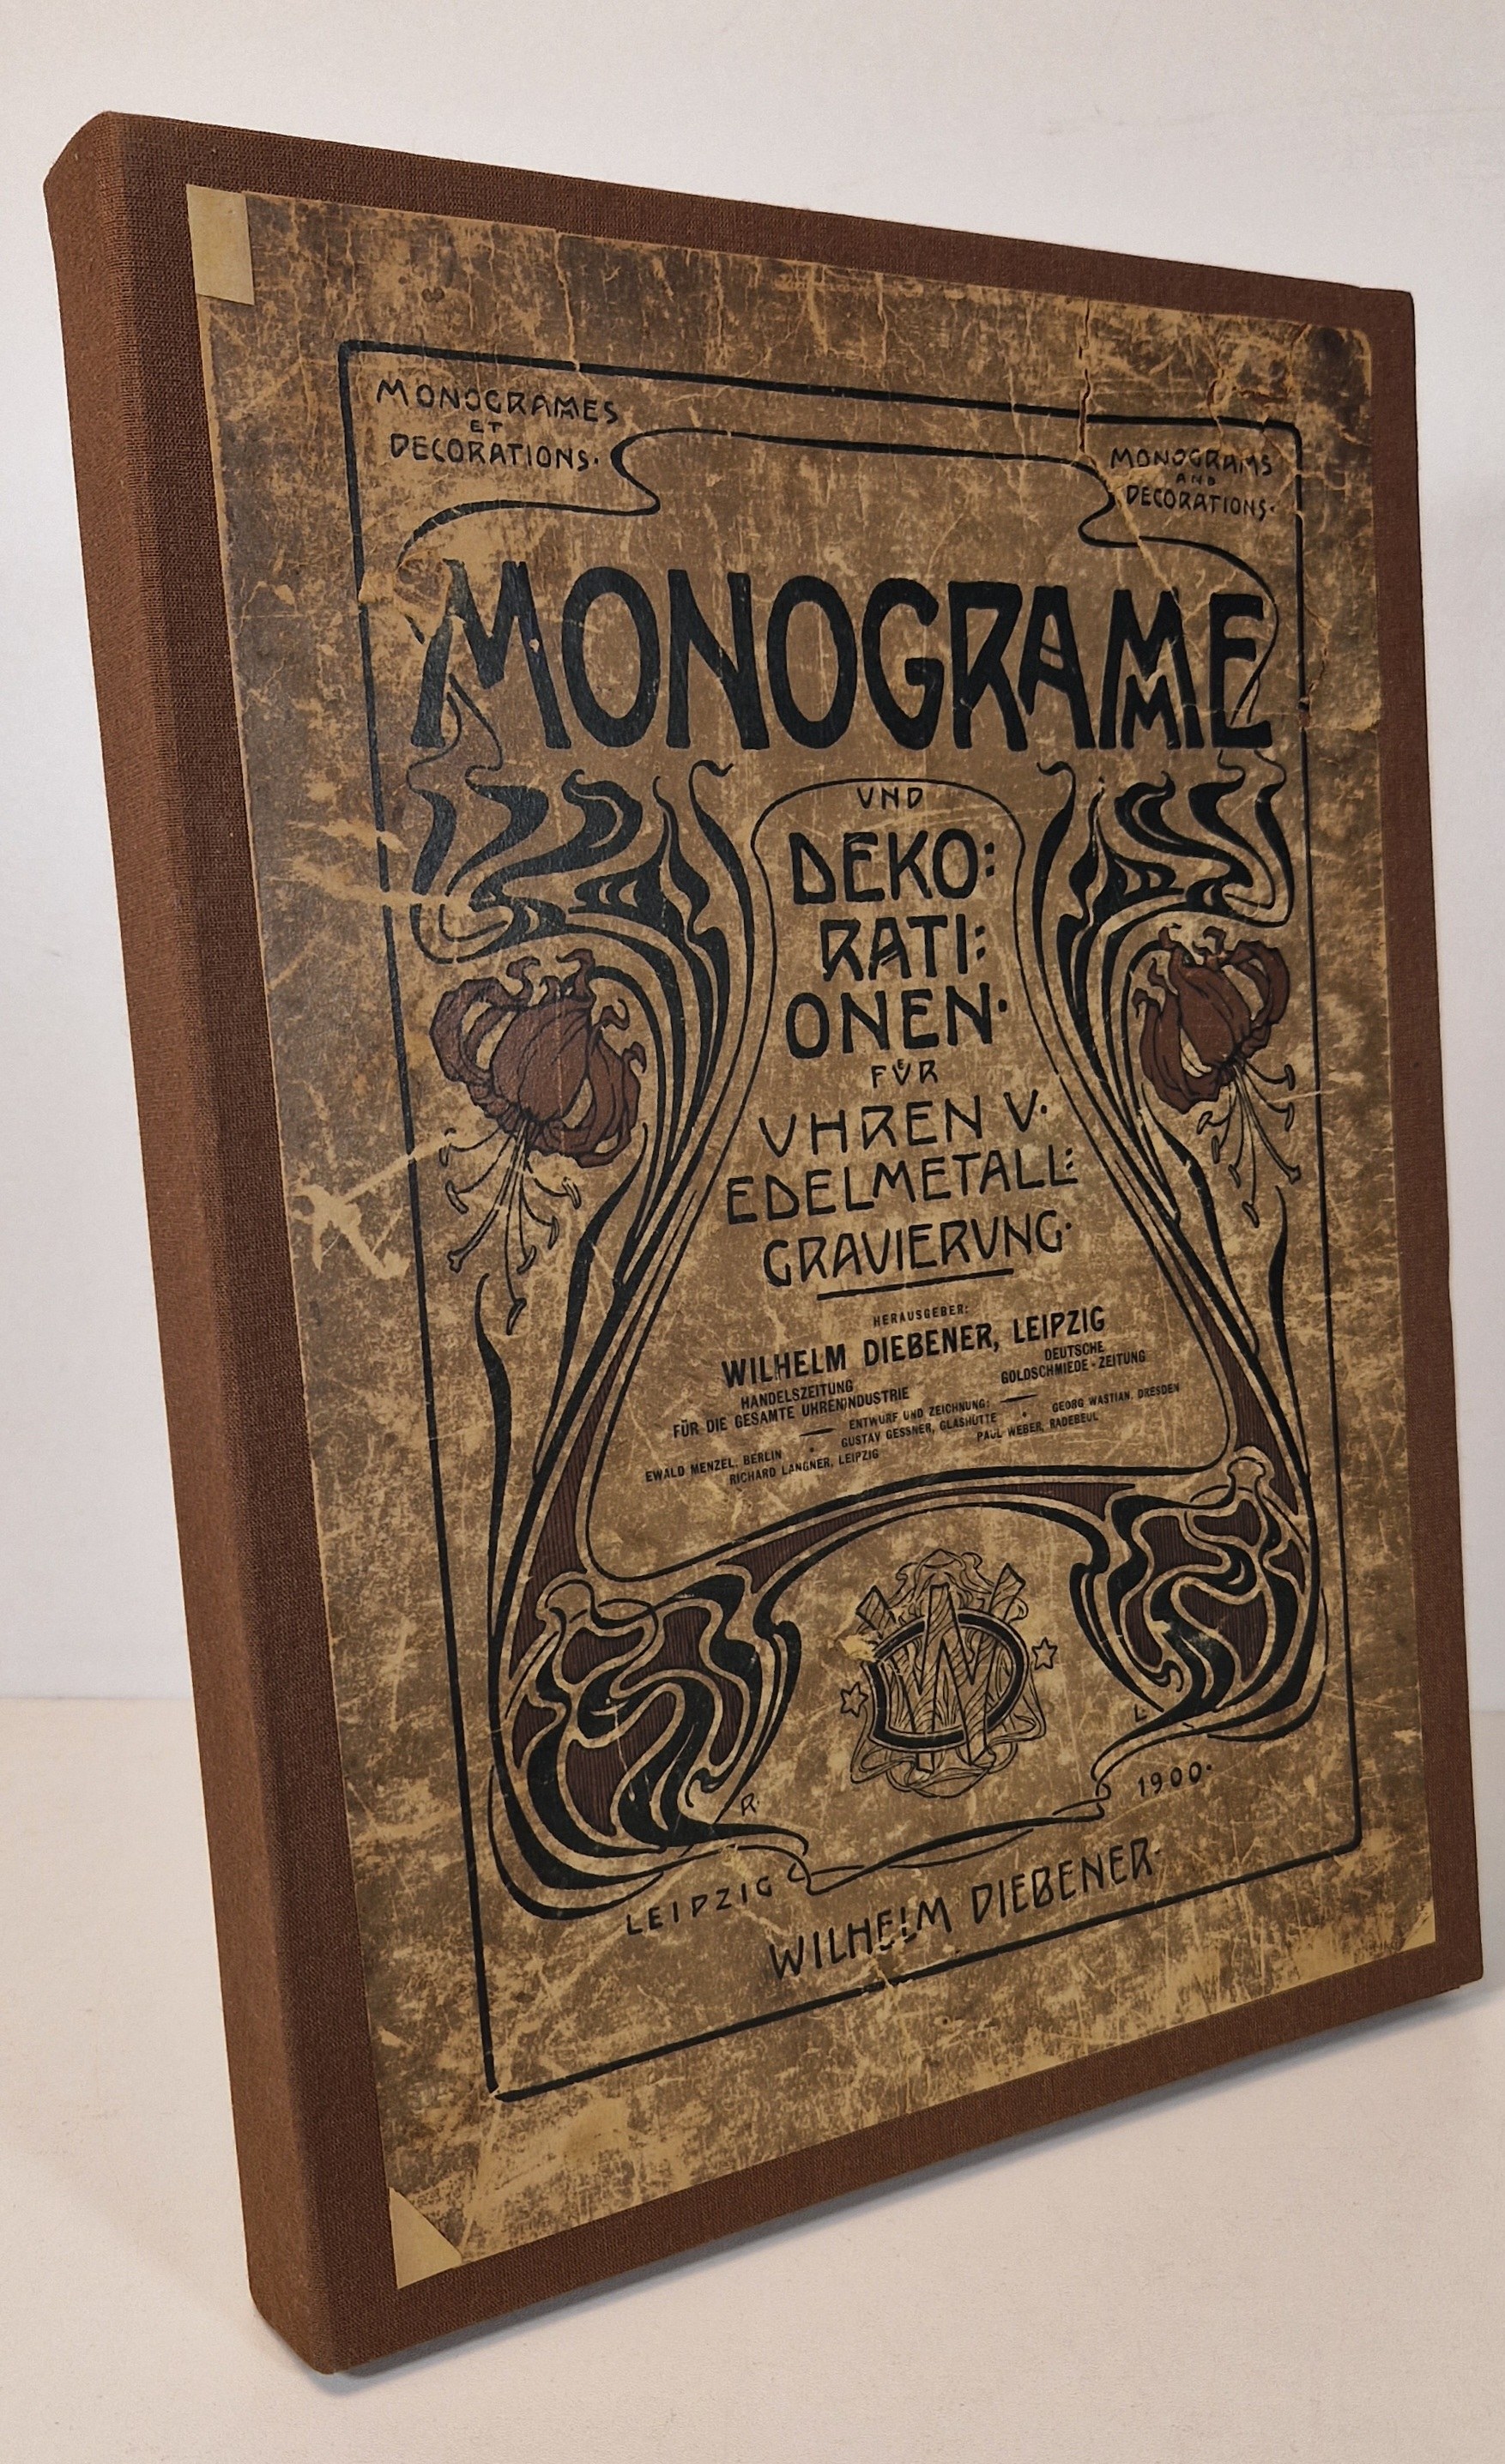 MONOGRAMES
ET
DECORATIONS.
MONOGRAMS
AND
DECORATIONS.
MONOGRAMME
UND
DEKO:
RATI:
ONEN.
FÜR
UHREN U.
EDELMETALL:
GRAVIERUNG.
HERAUSGEBER:
WILHELM DIEBENER, LEIPZIG
HANDELSZEITUNG
FÜR DIE GESAMTE UHRENINDUSTRIE
DEUTSCHE
GOLDSCHMIEDE-ZEITUNG
ENTWURF UND ZEICHNUNG:
EWALD MENZEL, BERLIN • GUSTAV GESSNER, GLASHÜTTE • GEORG WASTIAN, DRESDEN
RICHARD LANGNER, LEIPZIG PAUL WEBER, RADEBEUL
WD
R. L.
LEIPZIG 1900.
WILHELM DIEBENER.